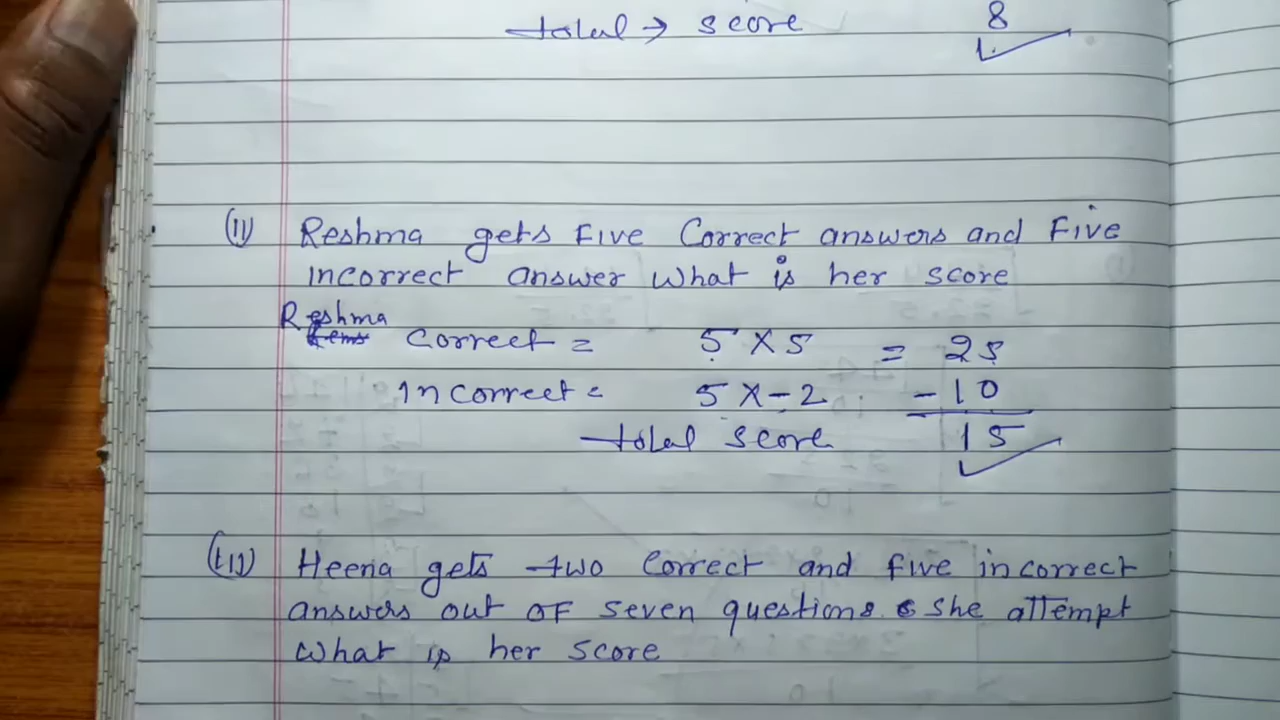 total → score 8
(ii) Reshma gets five correct answers and five
incorrect answer what is her score
Reshma
correct = 5 × 5 = 25
incorrect = 5 × -2 -10
total score 15
(iii) Heena gets two correct and five incorrect
answers out of seven questions she attempt
what is her score